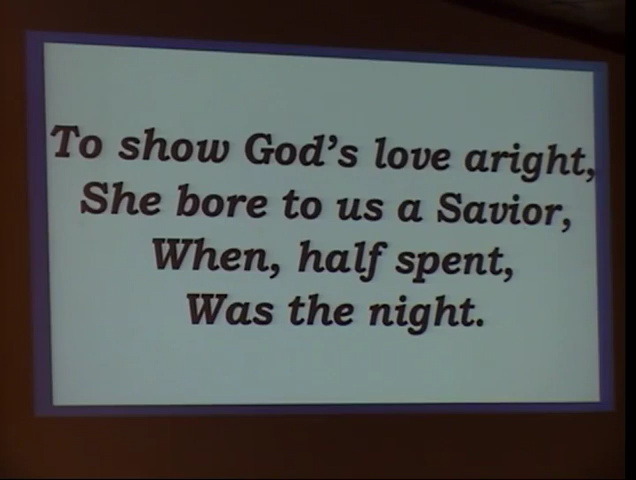 To show God's love aright,
She bore to us a Savior,
When, half spent,
Was the night.